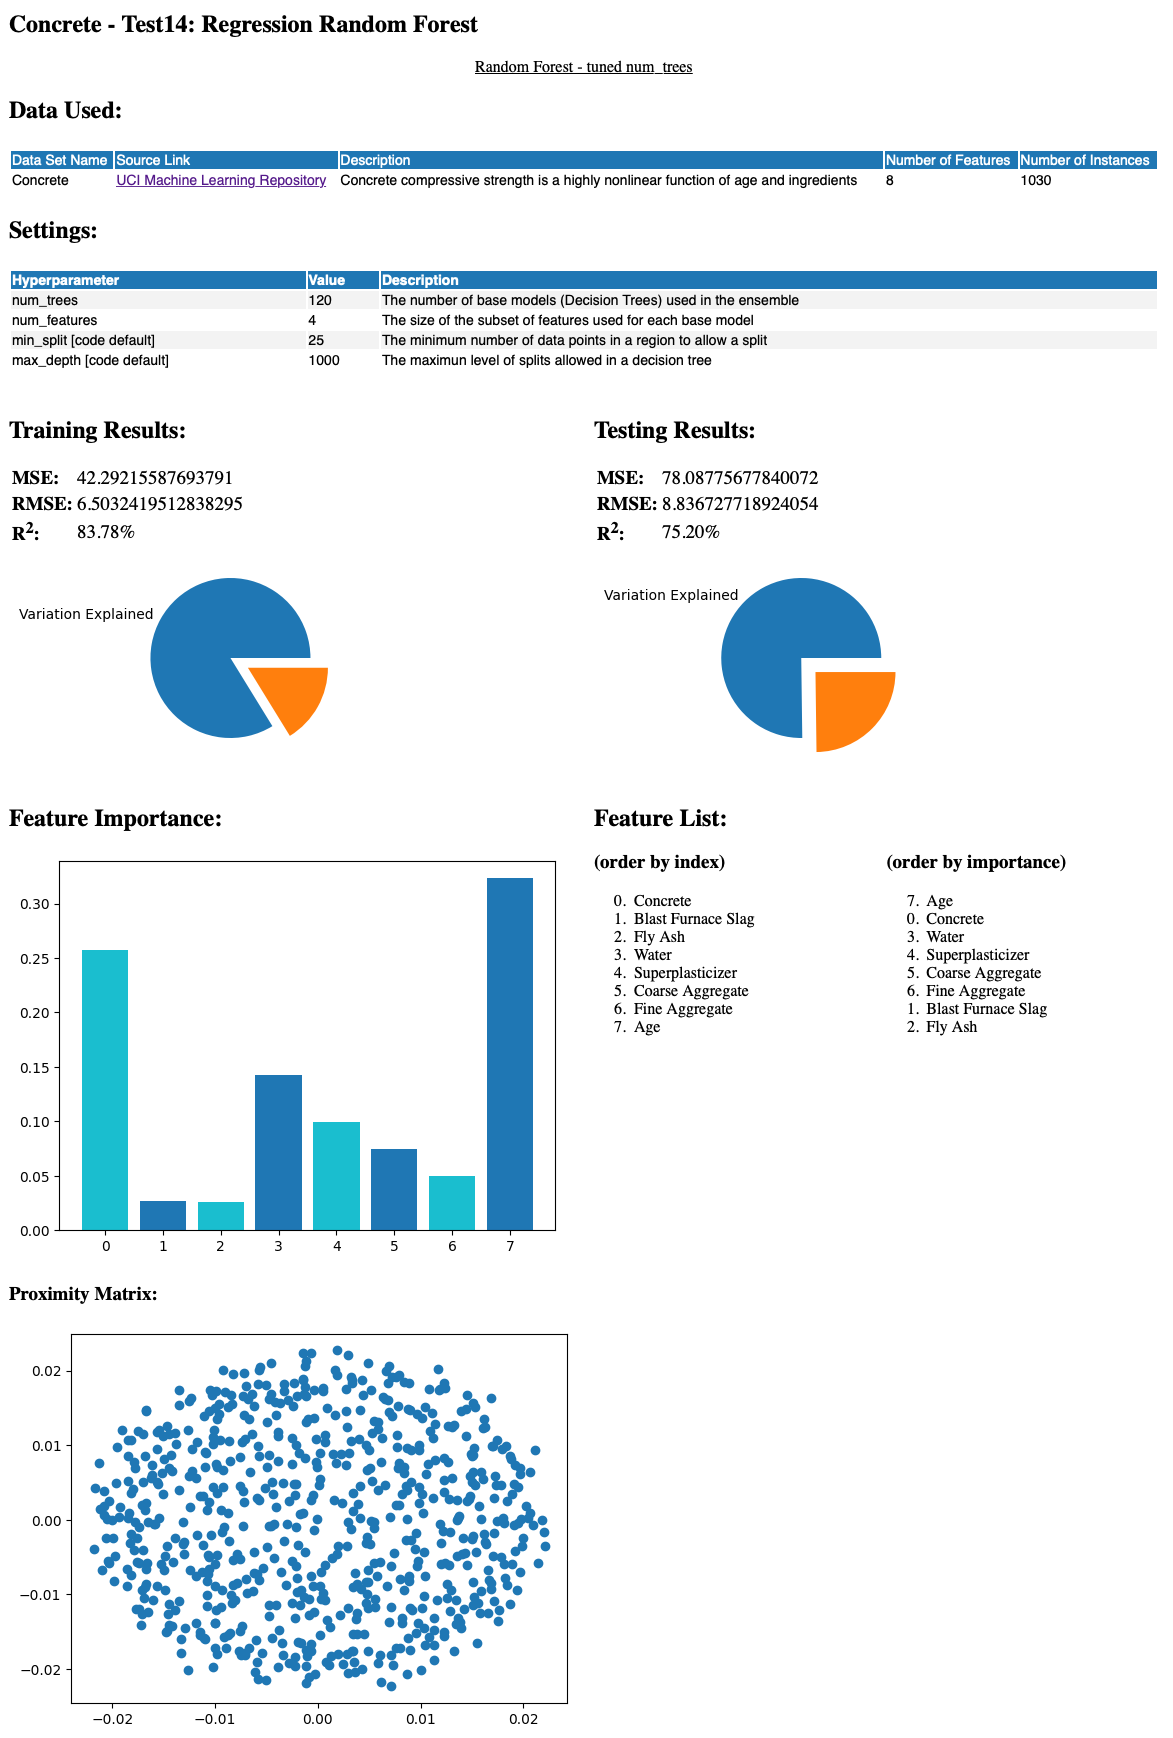 Concrete - Test14: Regression Random Forest
Random Forest - tuned num_trees
Data Used:
Data Set Name Source Link Description Number of Features Number of Instances
Concrete UCI Machine Learning Repository Concrete compressive strength is a highly nonlinear function of age and ingredients 8 1030
Settings:
Hyperparameter Value Description
num_trees 120 The number of base models (Decision Trees) used in the ensemble
num_features 4 The size of the subset of features used for each base model
min_split [code default] 25 The minimum number of data points in a region to allow a split
max_depth [code default] 1000 The maximun level of splits allowed in a decision tree
Training Results:
MSE: 42.29215587693791
RMSE: 6.5032419512838295
R²: 83.78%
Variation Explained
Testing Results:
MSE: 78.08775677840072
RMSE: 8.836727718924054
R²: 75.20%
Variation Explained
Feature Importance:
0.30
0.25
0.20
0.15
0.10
0.05
0.00
0 1 2 3 4 5 6 7
Feature List:
(order by index)
0. Concrete
1. Blast Furnace Slag
2. Fly Ash
3. Water
4. Superplasticizer
5. Coarse Aggregate
6. Fine Aggregate
7. Age
(order by importance)
7. Age
0. Concrete
3. Water
4. Superplasticizer
5. Coarse Aggregate
6. Fine Aggregate
1. Blast Furnace Slag
2. Fly Ash
Proximity Matrix:
0.02
0.01
0.00
−0.01
−0.02
−0.02 −0.01 0.00 0.01 0.02